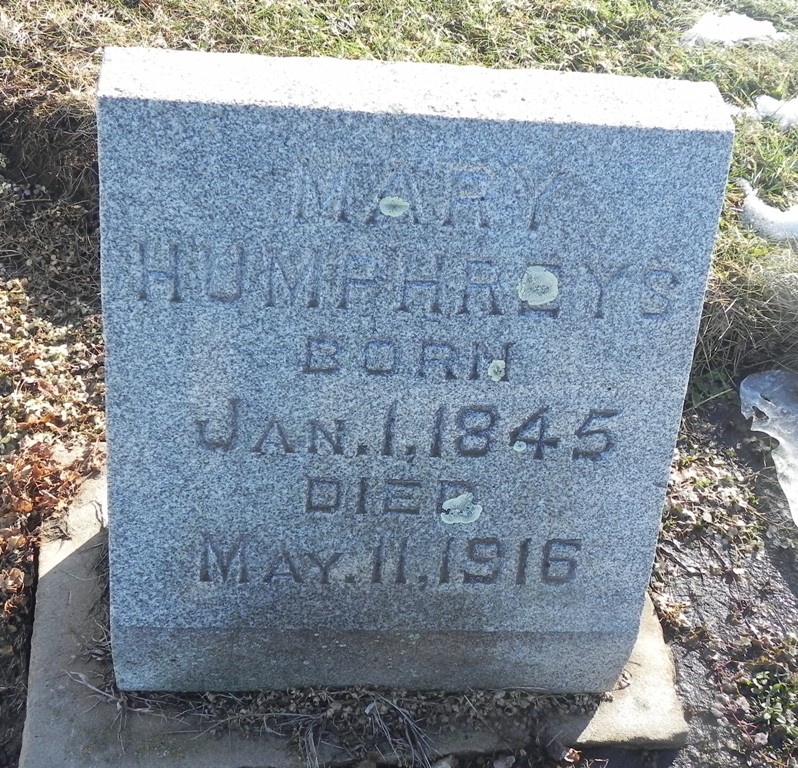 MARY
HUMPHREYS
BORN
JAN. 1, 1845
DIED
MAY. 11, 1916